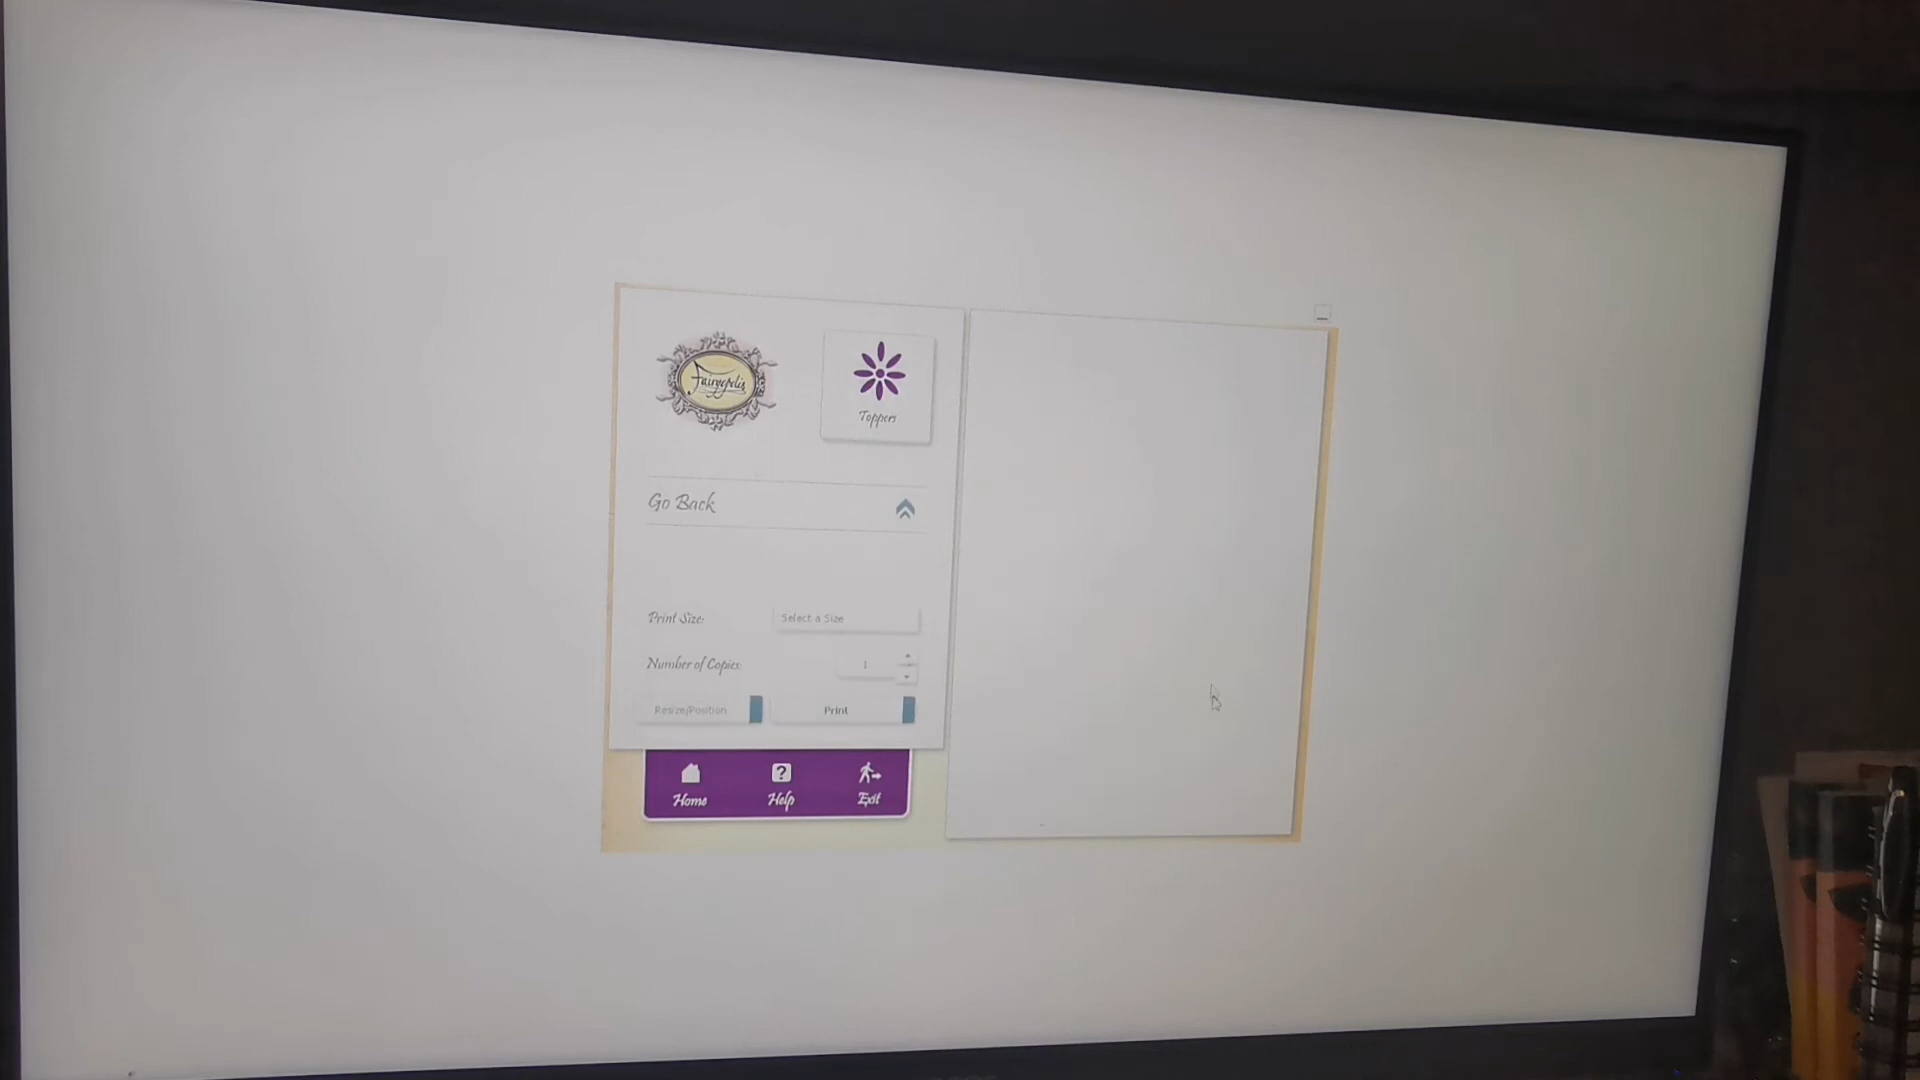 Fairyopolis
Toppers
Go Back
Print Size:
Select a Size
Number of Copies:
1
Resize/Position
Print
Home
Help
Exit